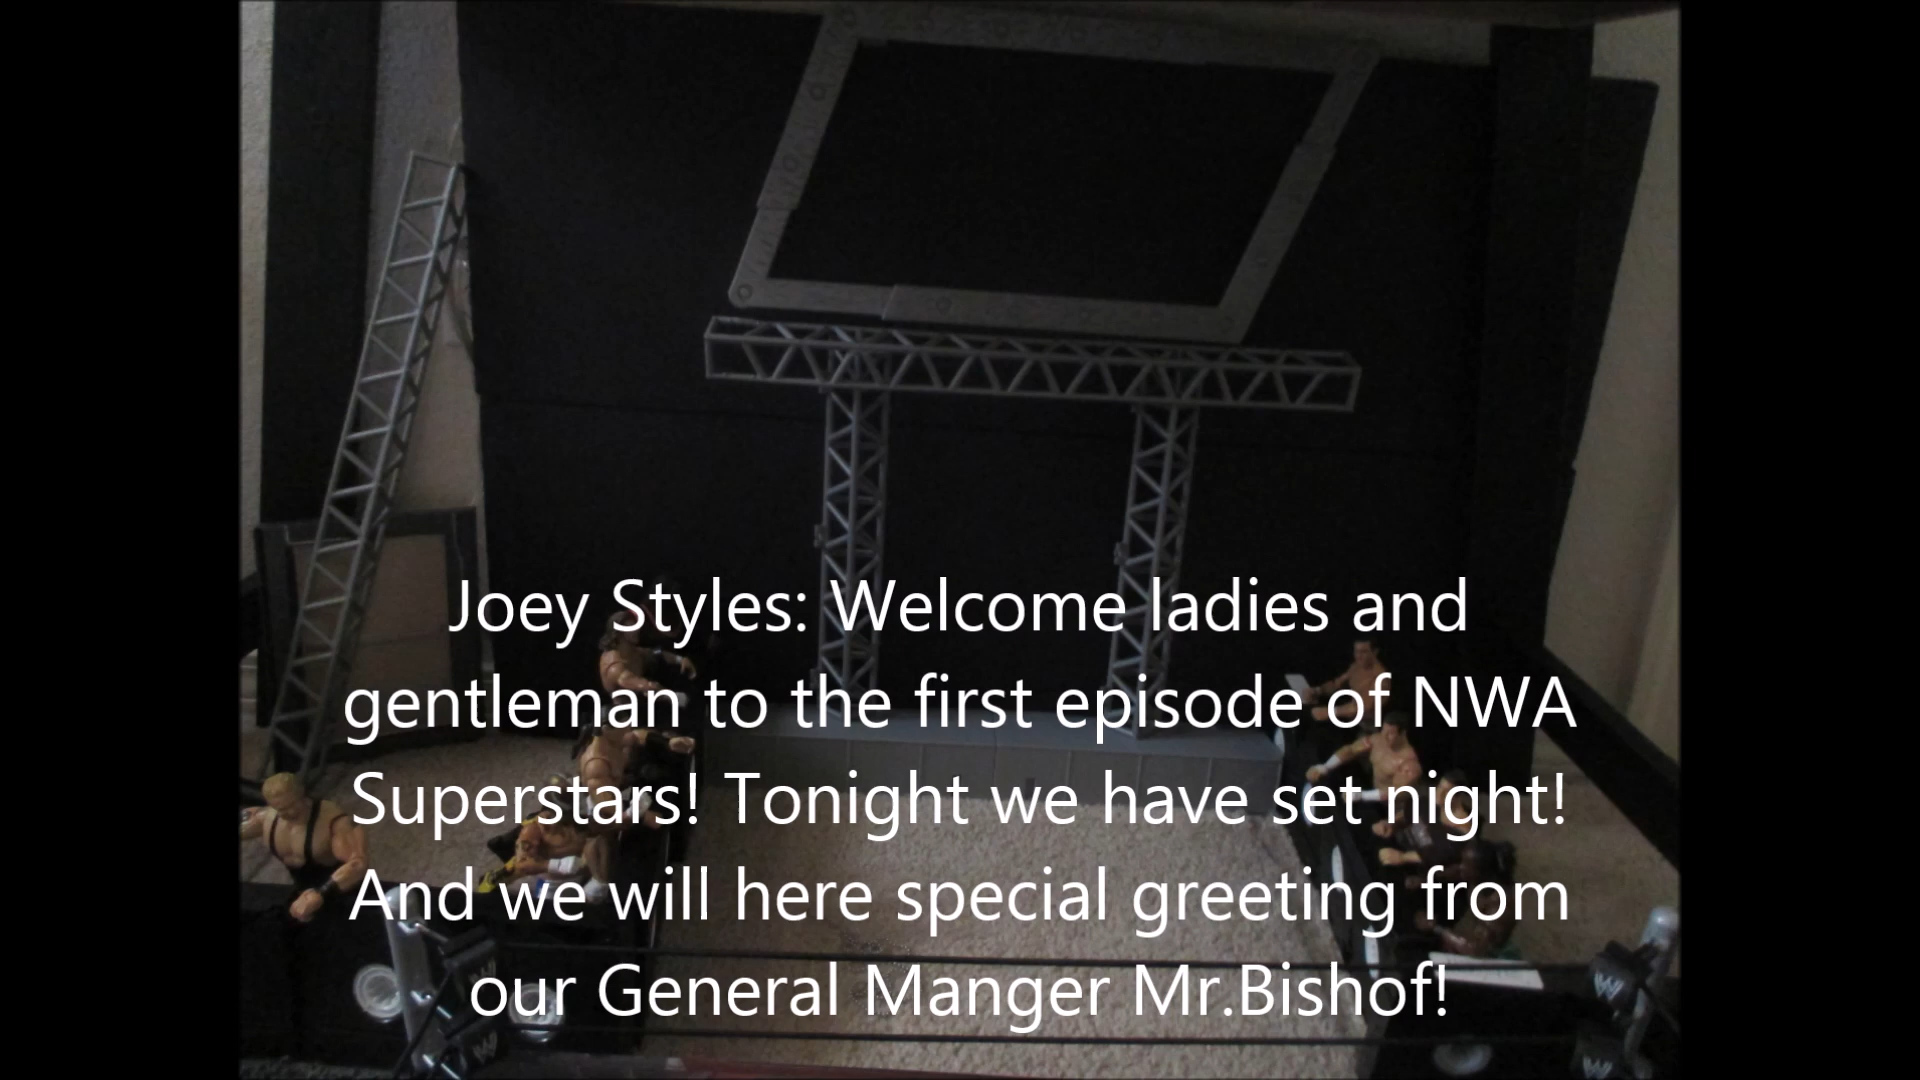 Joey Styles: Welcome ladies and
gentleman to the first episode of NWA
Superstars! Tonight we have set night!
And we will here special greeting from
our General Manger Mr.Bishof!
W
W
W
W